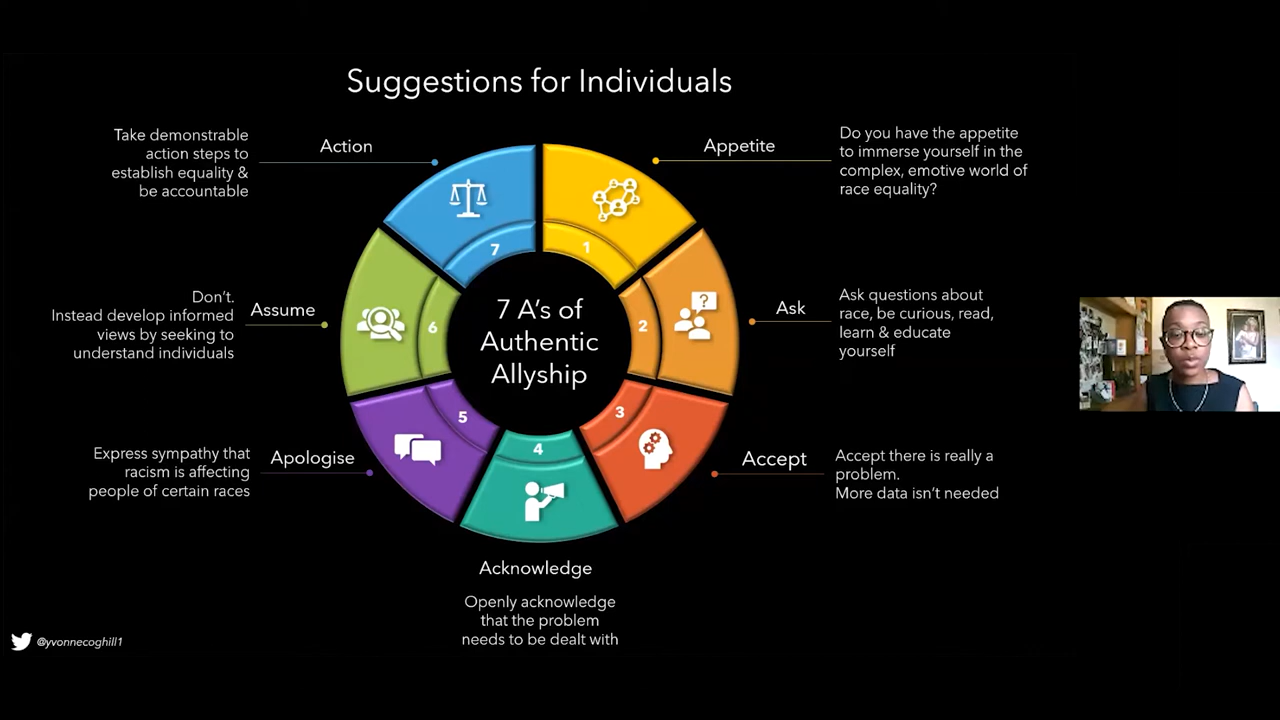 Suggestions for Individuals
Take demonstrable
action steps to
establish equality &
be accountable
Action
Appetite
Do you have the appetite
to immerse yourself in the
complex, emotive world of
race equality?
7
1
Don't.
Instead develop informed
views by seeking to
understand individuals
Assume
6
7 A's of
Authentic
Allyship
2
?
Ask
Ask questions about
race, be curious, read,
learn & educate
yourself
Express sympathy that
racism is affecting
people of certain races
Apologise
5
4
3
Accept
Accept there is really a
problem.
More data isn't needed
Acknowledge
Openly acknowledge
that the problem
needs to be dealt with
@yvonnecoghill1